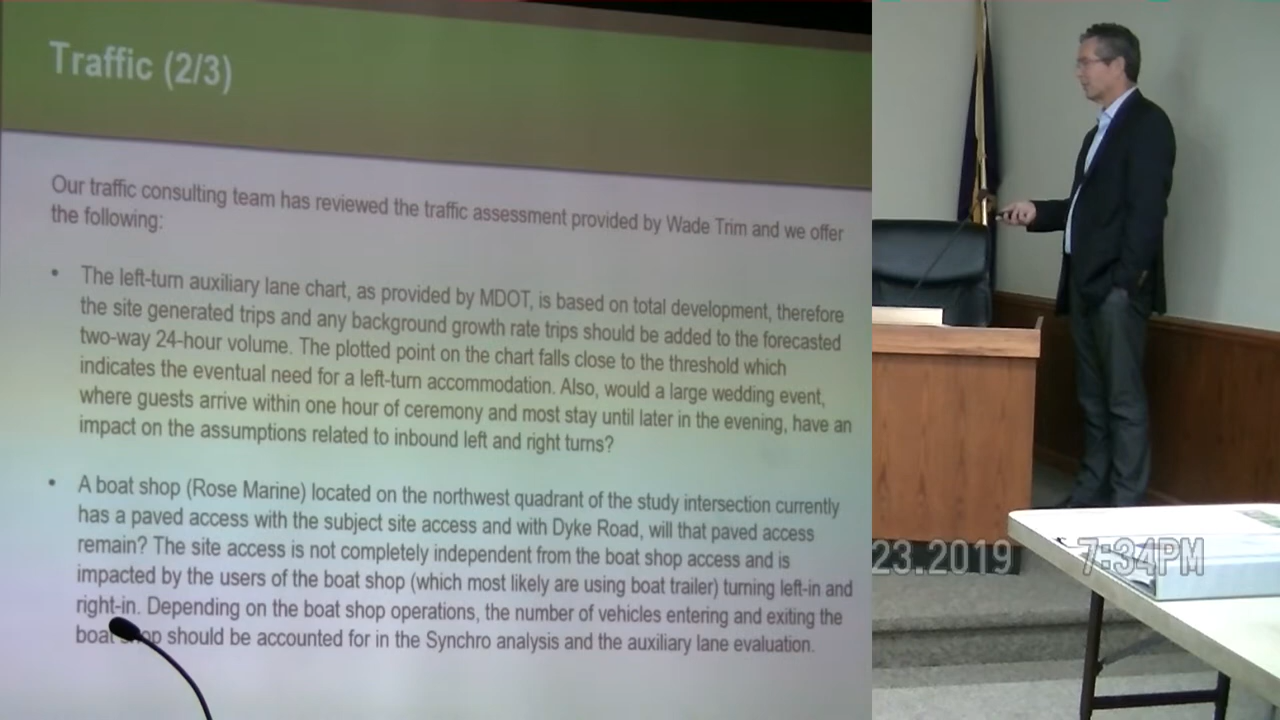 Traffic (2/3)
Our traffic consulting team has reviewed the traffic assessment provided by Wade Trim and we offer
the following:
• The left-turn auxiliary lane chart, as provided by MDOT, is based on total development, therefore
the site generated trips and any background growth rate trips should be added to the forecasted
two-way 24-hour volume. The plotted point on the chart falls close to the threshold which
indicates the eventual need for a left-turn accommodation. Also, would a large wedding event,
where guests arrive within one hour of ceremony and most stay until later in the evening, have an
impact on the assumptions related to inbound left and right turns?
• A boat shop (Rose Marine) located on the northwest quadrant of the study intersection currently
has a paved access with the subject site access and with Dyke Road, will that paved access
remain? The site access is not completely independent from the boat shop access and is
impacted by the users of the boat shop (which most likely are using boat trailer) turning left-in and
right-in. Depending on the boat shop operations, the number of vehicles entering and exiting the
boat shop should be accounted for in the Synchro analysis and the auxiliary lane evaluation.
23.2019 7:34PM